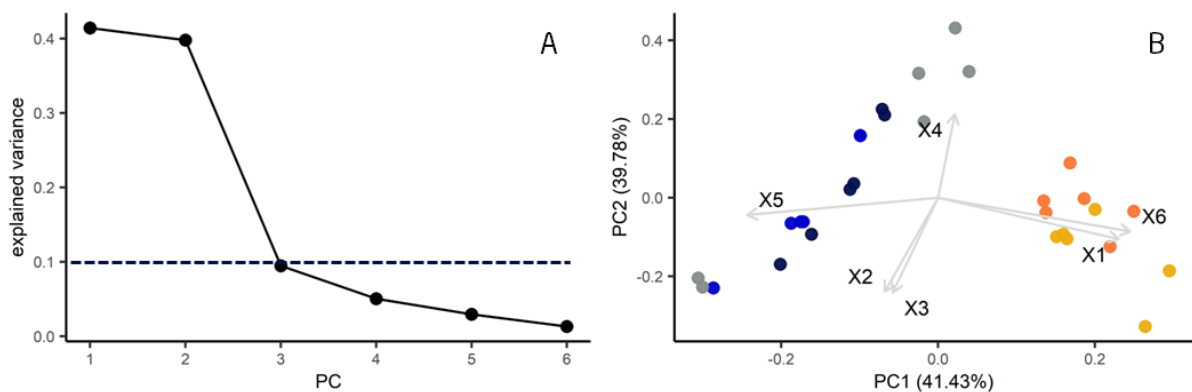 A
explained variance
0.4
0.3
0.2
0.1
0.0
1 2 3 4 5 6
PC
B
PC2 (39.78%)
0.4
0.2
0.0
-0.2
X4
X5
X6
X1
X2
X3
-0.2 0.0 0.2
PC1 (41.43%)